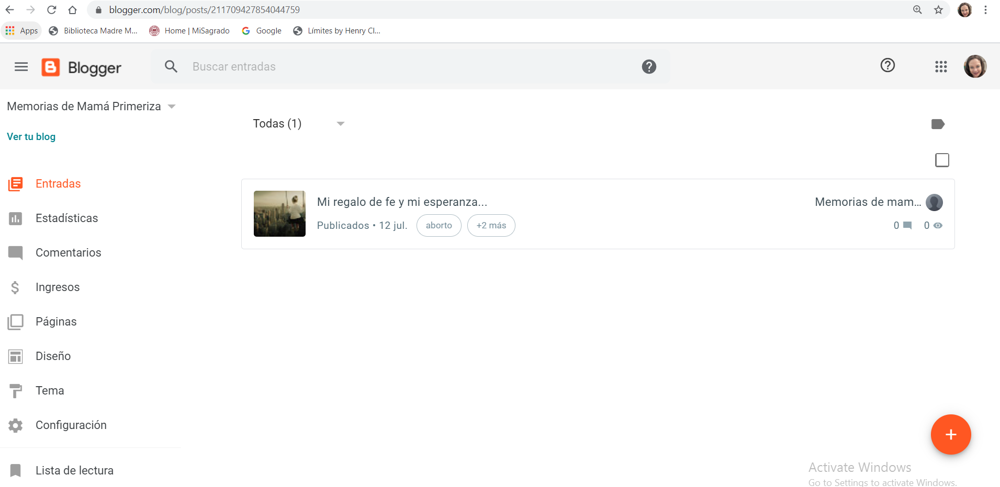 blogger.com/blog/posts/211709427854044759
Apps
Biblioteca Madre M...
Home | MiSagrado
Google
Límites by Henry Cl...
Blogger
Buscar entradas
Memorias de Mamá Primeriza
Ver tu blog
Todas (1)
Entradas
Estadísticas
Comentarios
Ingresos
Páginas
Diseño
Tema
Configuración
Lista de lectura
Mi regalo de fe y mi esperanza...
Memorias de mam...
Publicados • 12 jul.
aborto
+2 más
0
0
Activate Windows
Go to Settings to activate Windows.